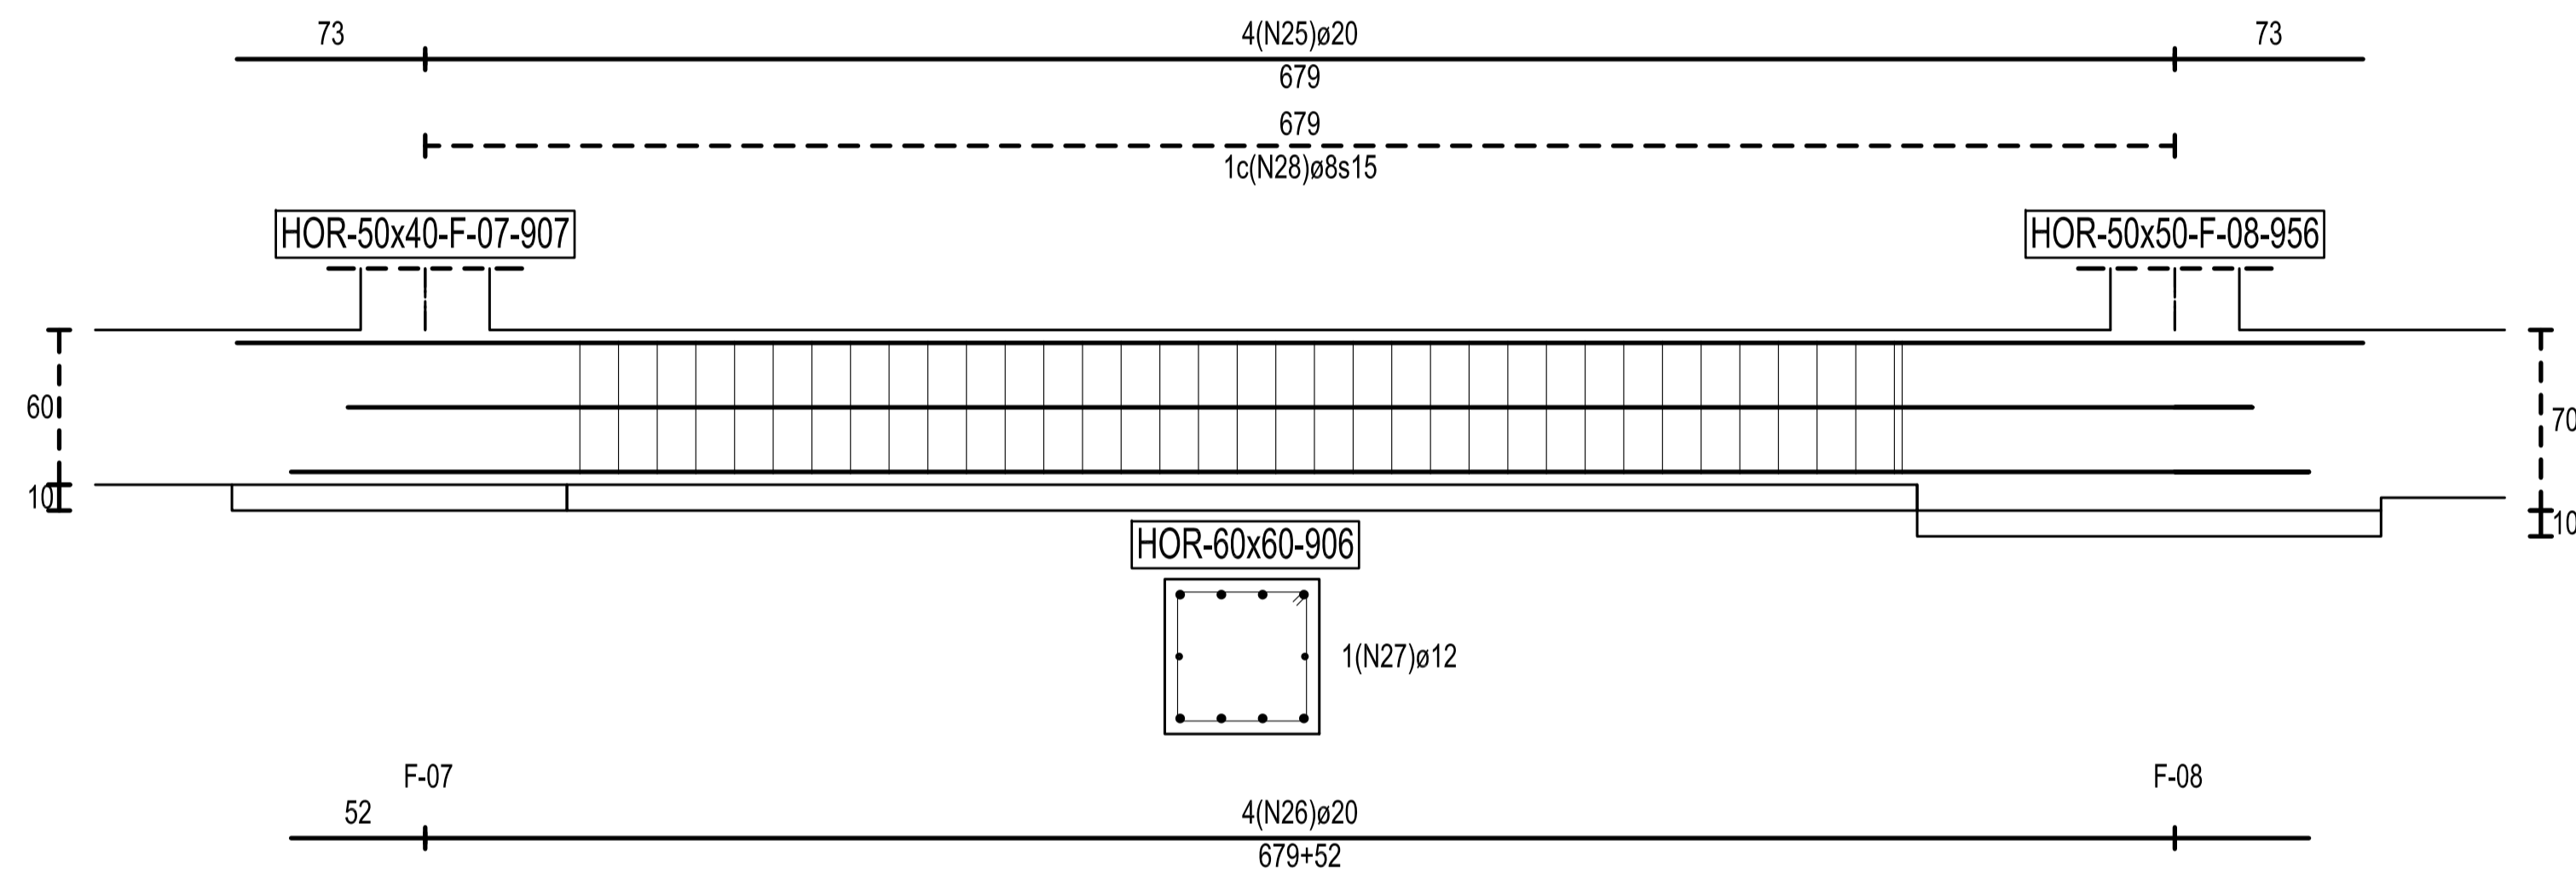 73
4(N25)ø20
73
679
679
1c(N28)ø8s15
HOR-50x40-F-07-907
HOR-50x50-F-08-956
60
70
10
10
HOR-60x60-906
1(N27)ø12
F-07
F-08
52
4(N26)ø20
679+52